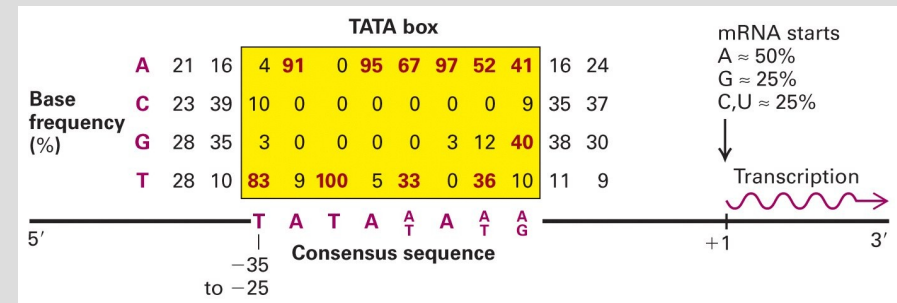 TATA box
mRNA starts
A ≈ 50%
G ≈ 25%
C,U ≈ 25%
Base
frequency
(%)
A 21 16 4 91 0 95 67 97 52 41 16 24
C 23 39 10 0 0 0 0 0 0 9 35 37
G 28 35 3 0 0 0 0 3 12 40 38 30
T 28 10 83 9 100 5 33 0 36 10 11 9
Transcription
T A T A A/T A A/T A/G
5′
Consensus sequence
+1
3′
−35
to −25